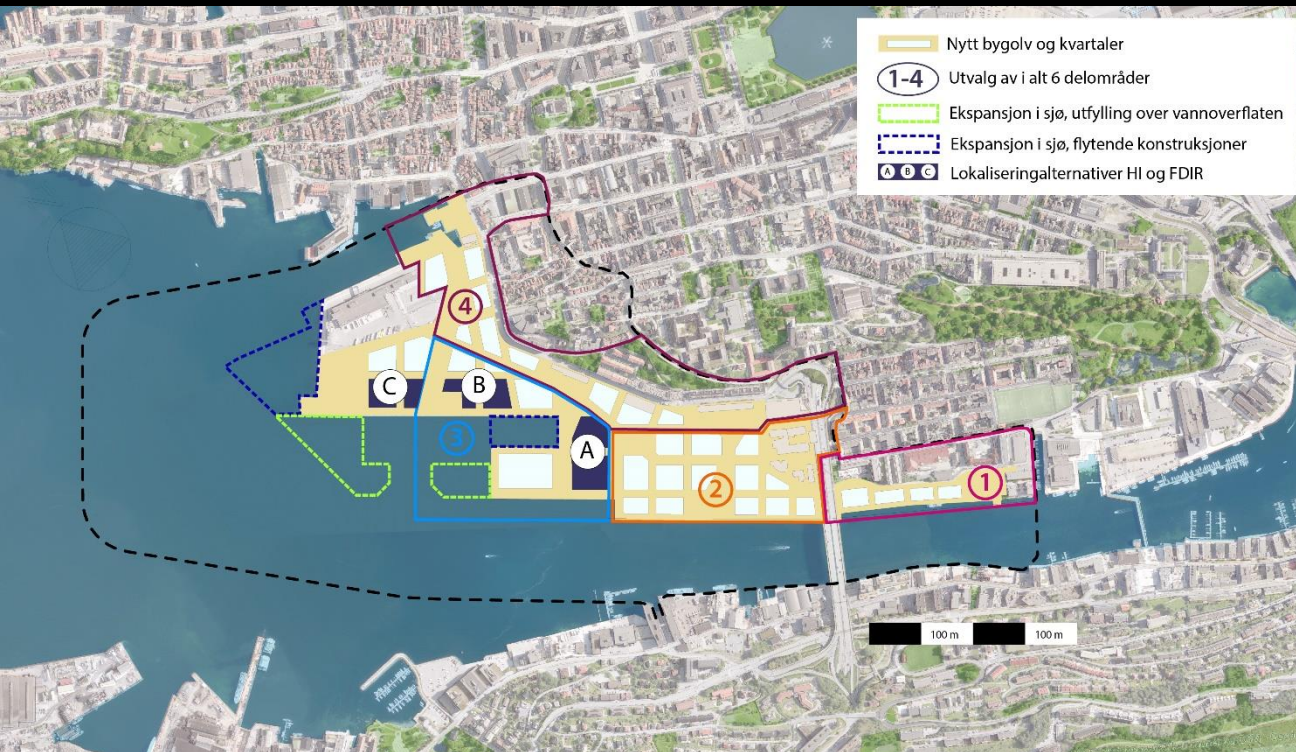 Nytt bygolv og kvartaler
1-4 Utvalg av i alt 6 delområder
Ekspansjon i sjø, utfylling over vannoverflaten
Ekspansjon i sjø, flytende konstruksjoner
A B C Lokaliseringalternativer HI og FDIR
4
C
B
3
A
2
1
100 m 100 m